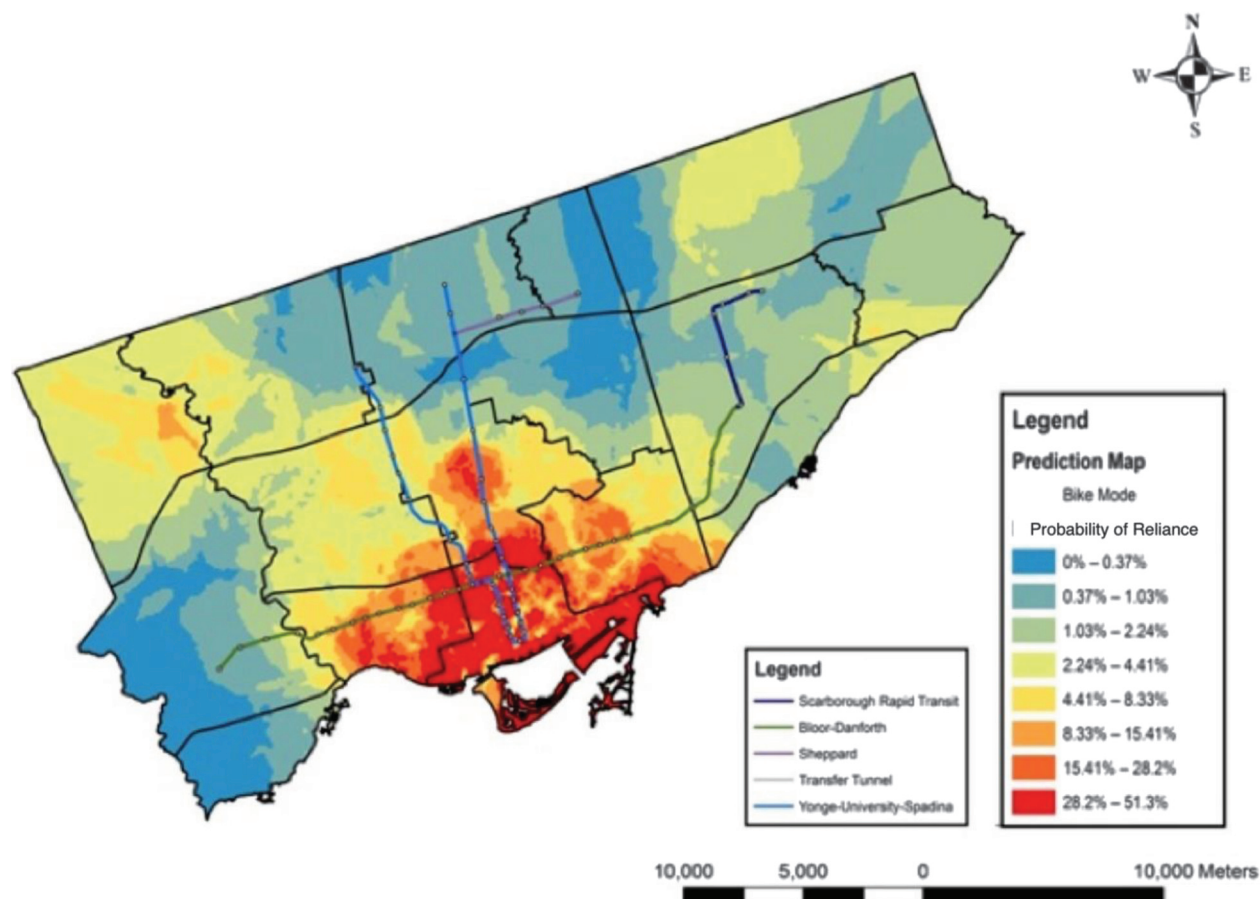 N
W E
S
Legend
Prediction Map
Bike Mode
Probability of Reliance
0% – 0.37%
0.37% – 1.03%
1.03% – 2.24%
2.24% – 4.41%
4.41% – 8.33%
8.33% – 15.41%
15.41% – 28.2%
28.2% – 51.3%
Legend
Scarborough Rapid Transit
Bloor-Danforth
Sheppard
Transfer Tunnel
Yonge-University-Spadina
10,000 5,000 0 10,000 Meters